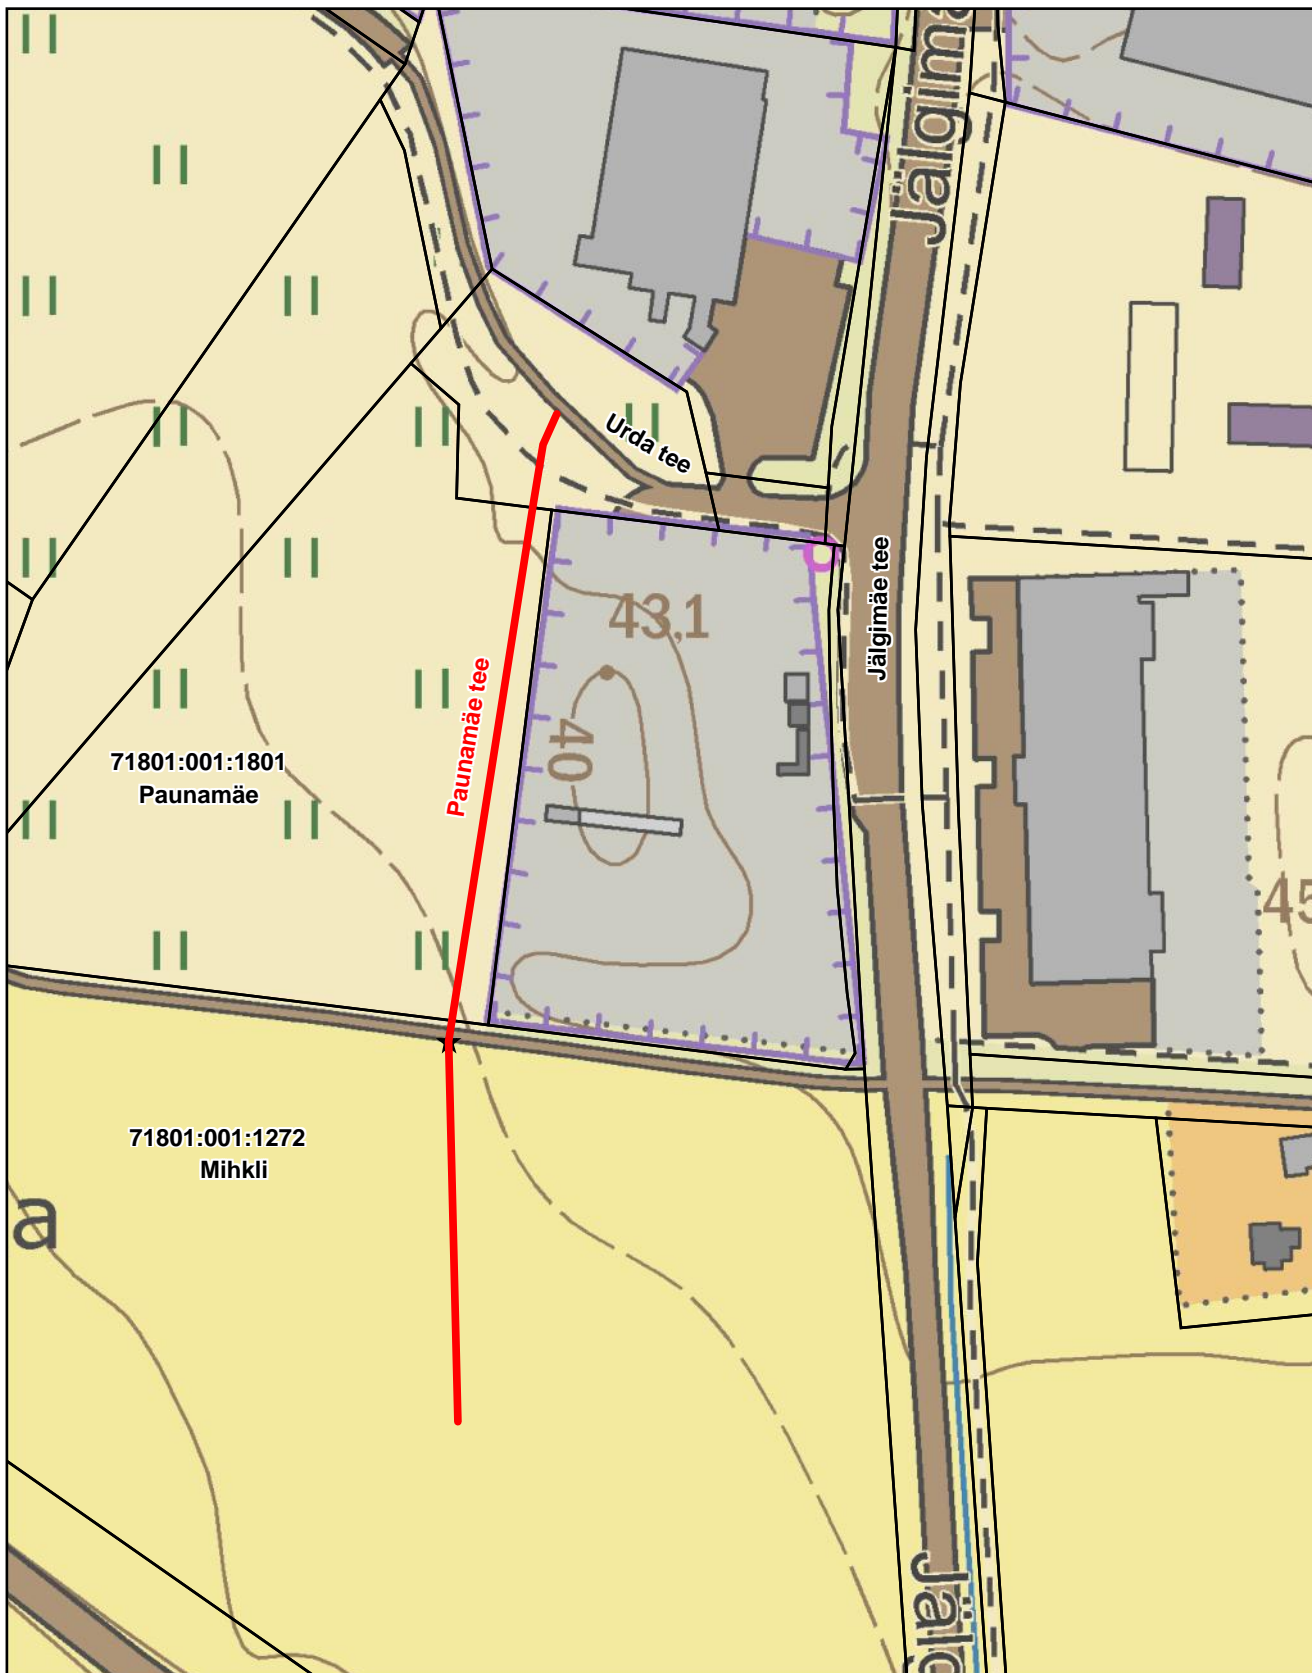 Jälgimä
Urda tee
Jälgimäe tee
43,1
Paunamäe tee
40
71801:001:1801
Paunamäe
45
71801:001:1272
Mihkli
a
Jälg